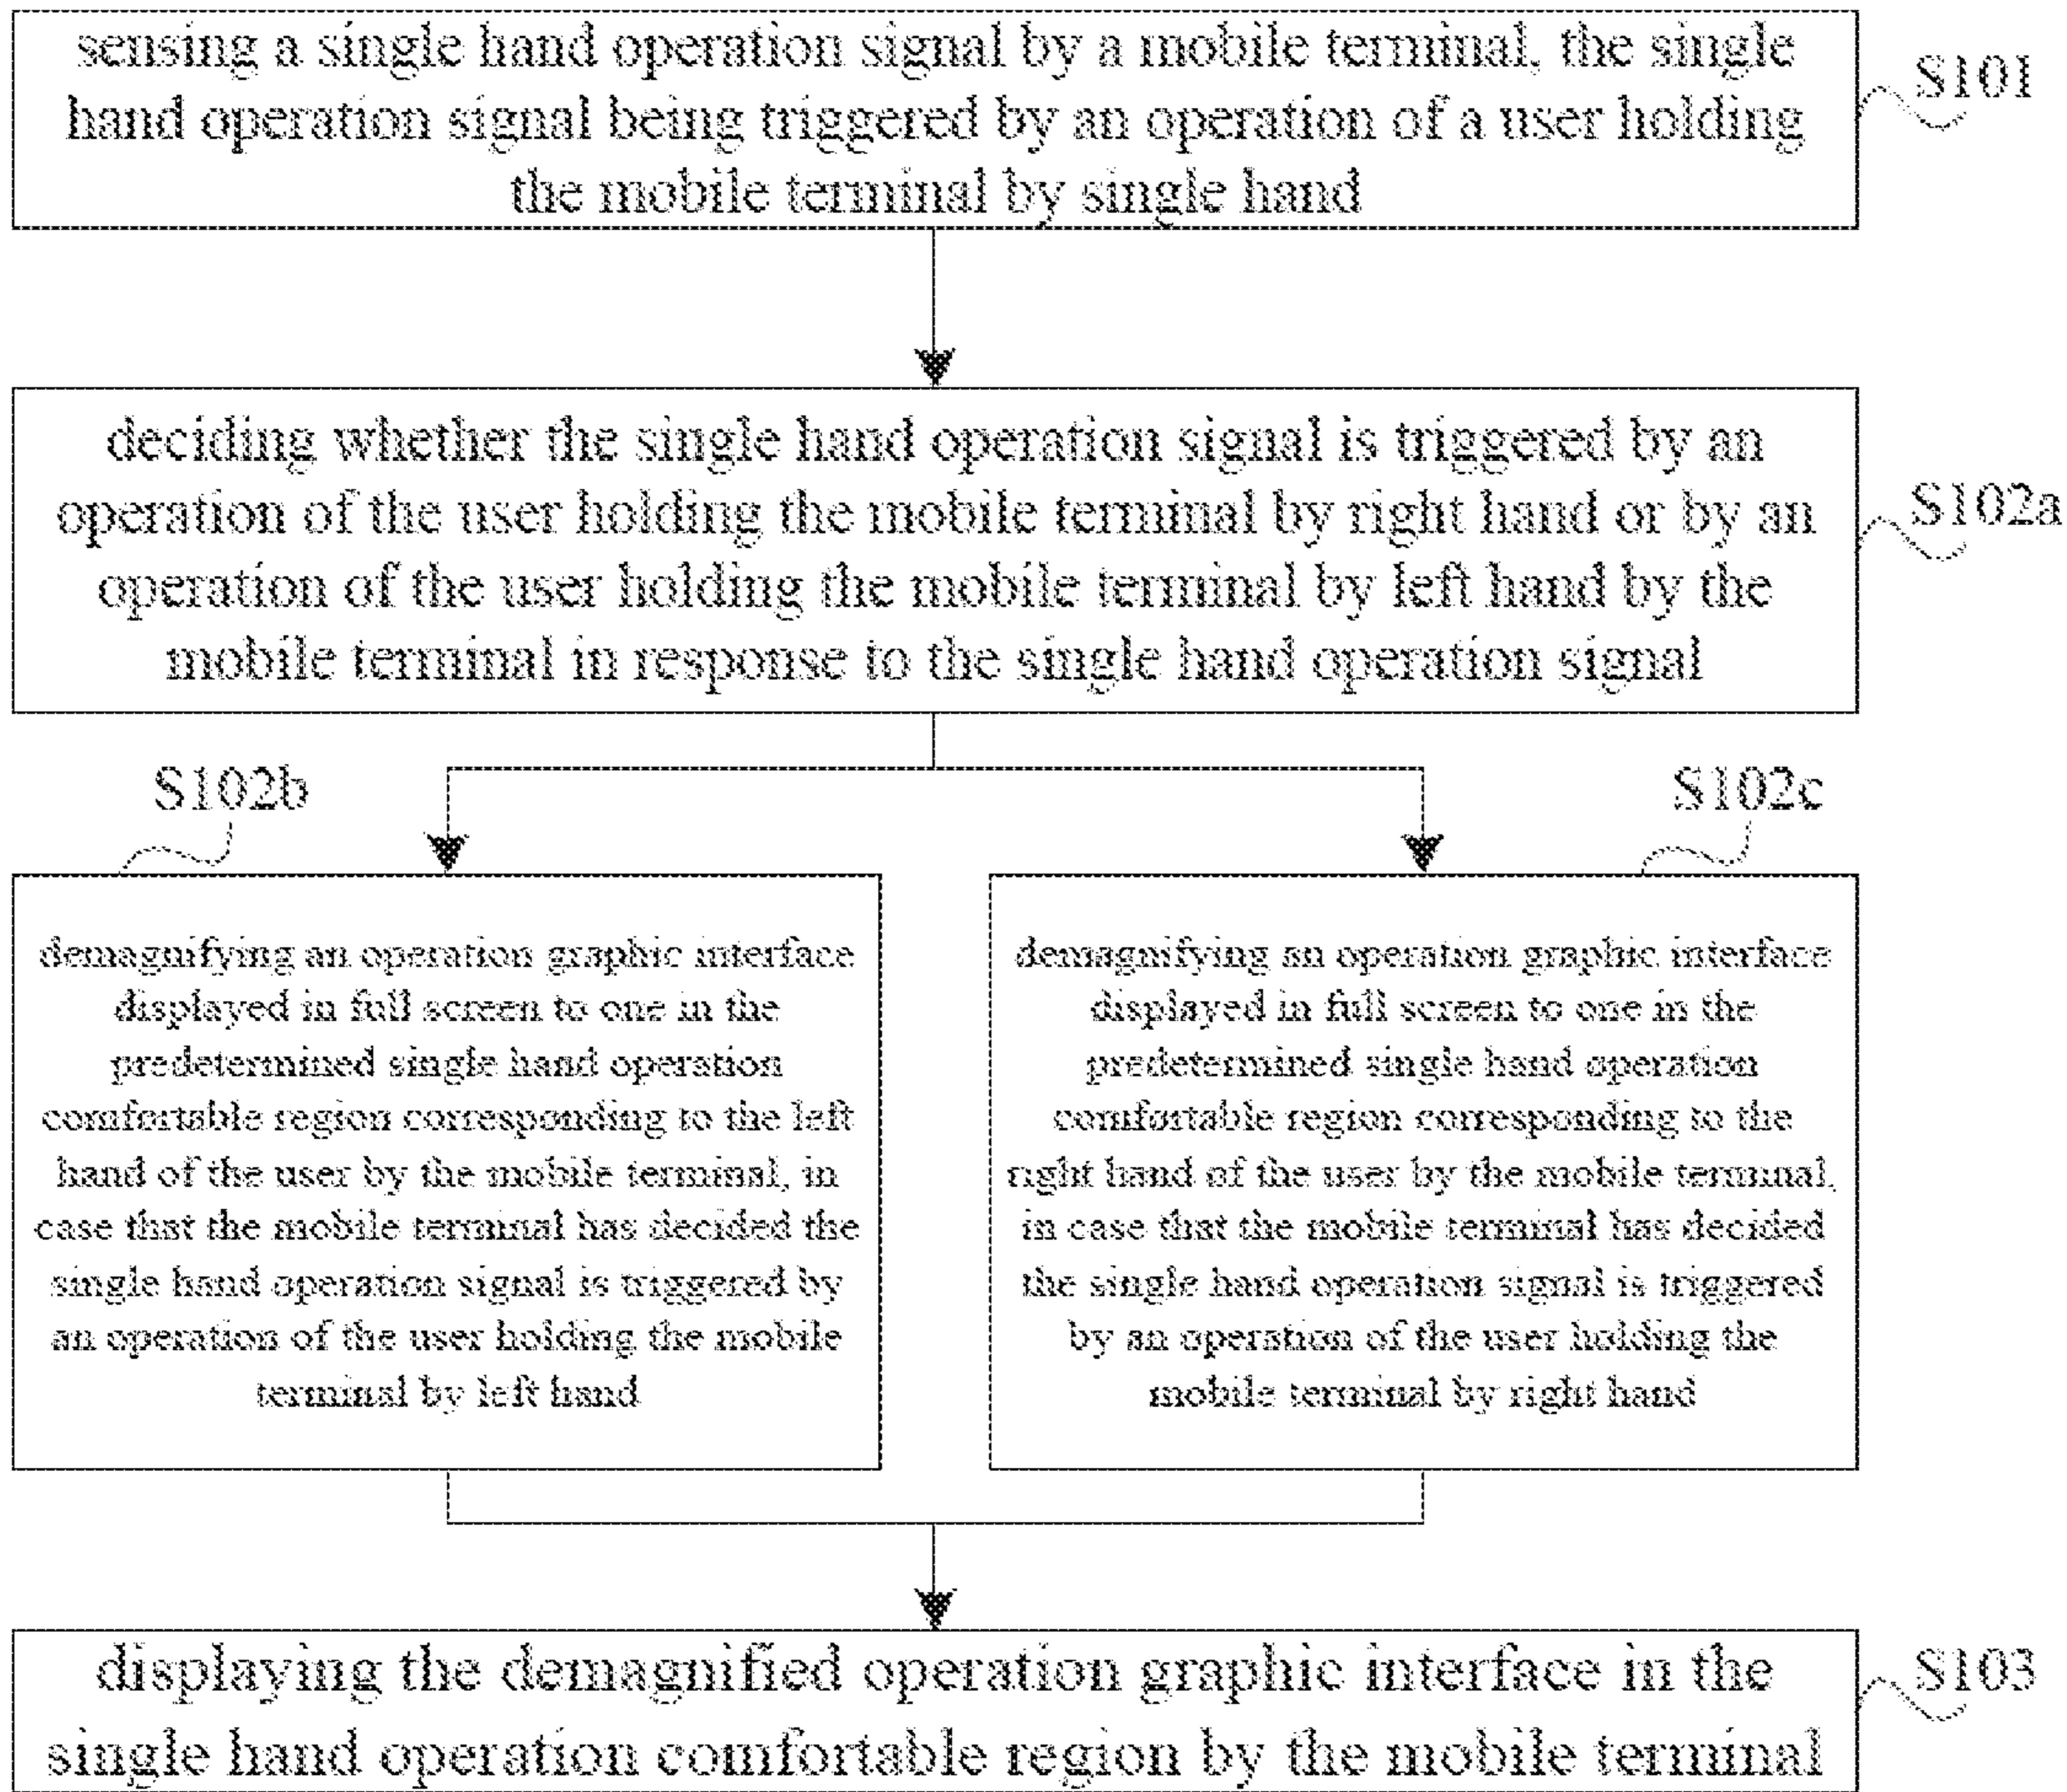 sensing a single hand operation signal by a mobile terminal, the single
hand operation signal being triggered by an operation of a user holding
the mobile terminal by single hand
S101
deciding whether the single hand operation signal is triggered by an
operation of the user holding the mobile terminal by right hand or by an
operation of the user holding the mobile terminal by left hand by the
mobile terminal in response to the single hand operation signal
S102a
S102b
demagnifying an operation graphic interface
displayed in full screen to one in the
predetermined single hand operation
comfortable region corresponding to the left
hand of the user by the mobile terminal, in
case that the mobile terminal has decided the
single hand operation signal is triggered by
an operation of the user holding the mobile
terminal by left hand
S102c
demagnifying an operation graphic interface
displayed in full screen to one in the
predetermined single hand operation
comfortable region corresponding to the
right hand of the user by the mobile terminal,
in case that the mobile terminal has decided
the single hand operation signal is triggered
by an operation of the user holding the
mobile terminal by right hand
displaying the demagnified operation graphic interface in the
single hand operation comfortable region by the mobile terminal
S103